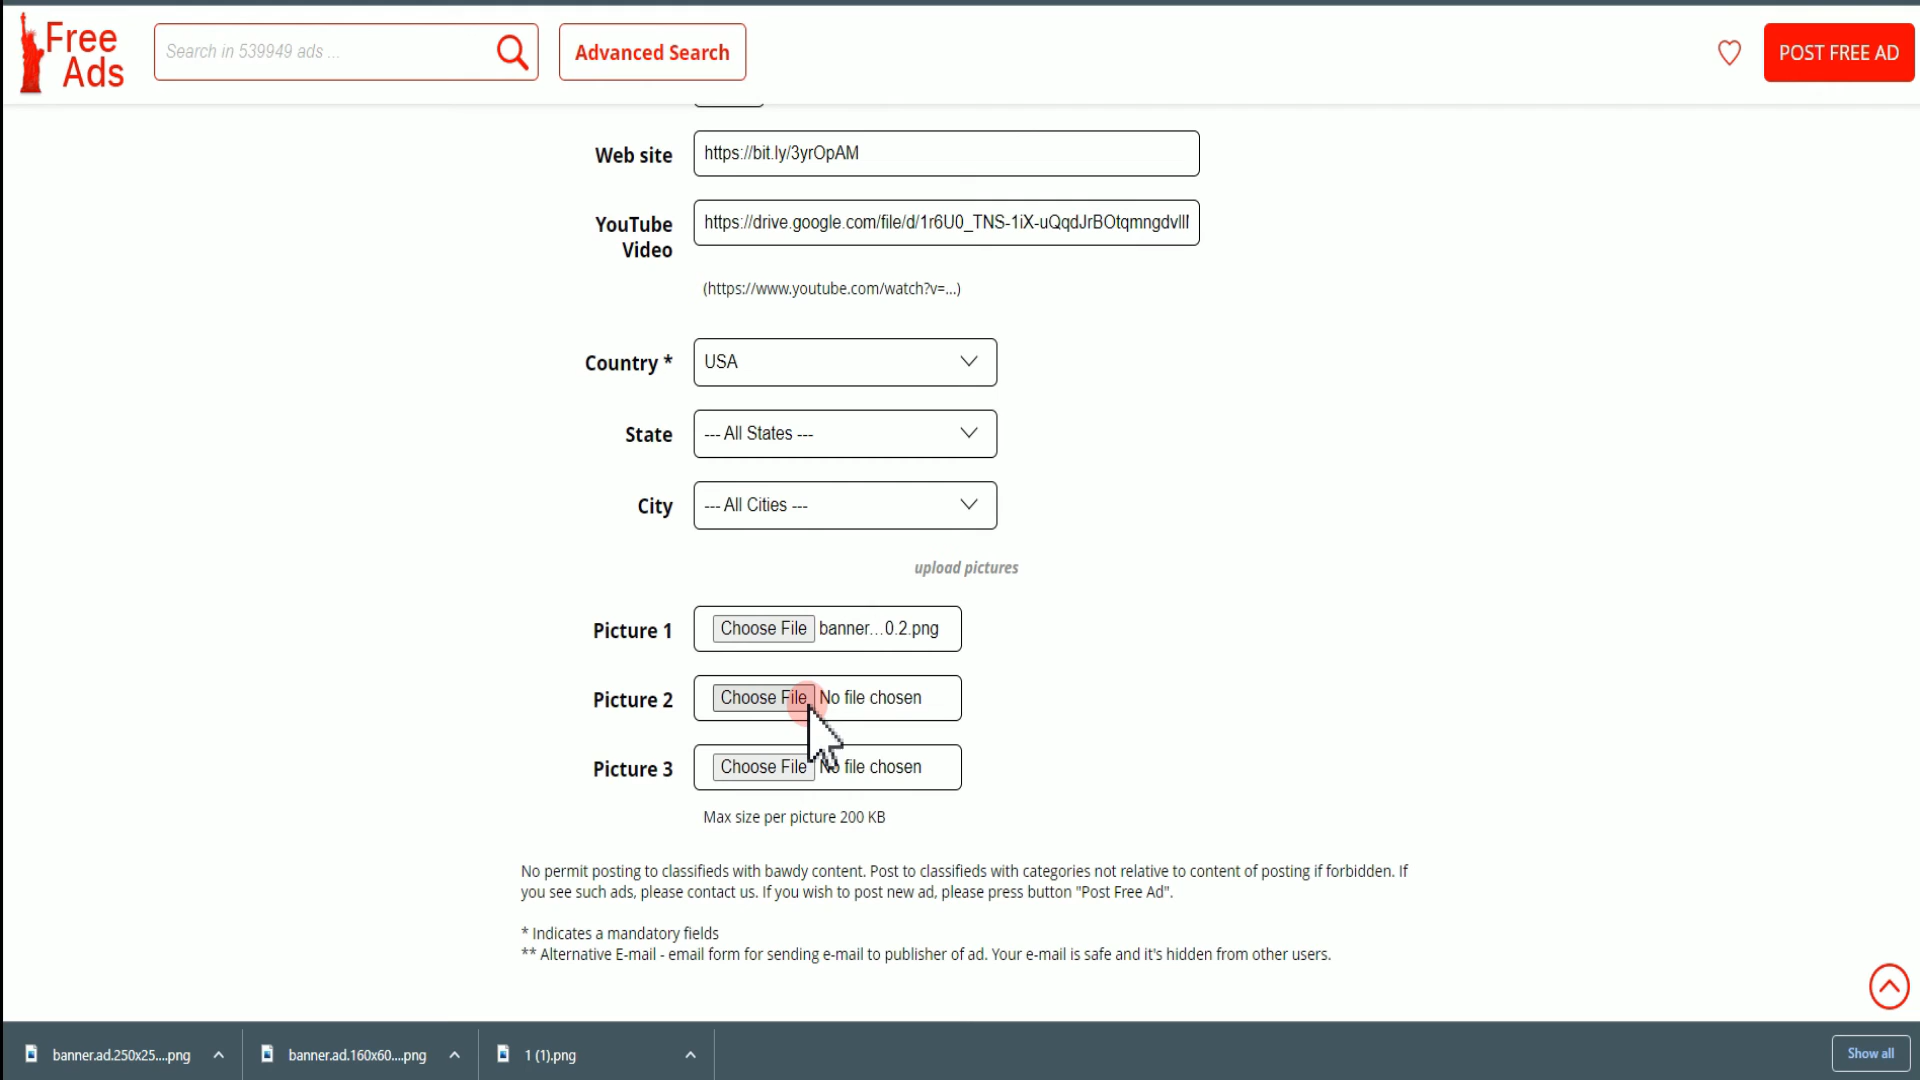 Free
Ads
Search in 539949 ads ...
Advanced Search
POST FREE AD
Web site
https://bit.ly/3yrOpAM
YouTube
Video
https://drive.google.com/file/d/1r6U0_TNS-1iX-uQqdJrBOtqmngdvlll
(https://www.youtube.com/watch?v=...)
Country *
USA
State
--- All States ---
City
--- All Cities ---
upload pictures
Picture 1
Choose File banner...0.2.png
Picture 2
Choose File No file chosen
Picture 3
Choose File No file chosen
Max size per picture 200 KB
No permit posting to classifieds with bawdy content. Post to classifieds with categories not relative to content of posting if forbidden. If
you see such ads, please contact us. If you wish to post new ad, please press button "Post Free Ad".
* Indicates a mandatory fields
** Alternative E-mail - email form for sending e-mail to publisher of ad. Your e-mail is safe and it's hidden from other users.
banner.ad.250x25....png
banner.ad.160x60....png
1 (1).png
Show all